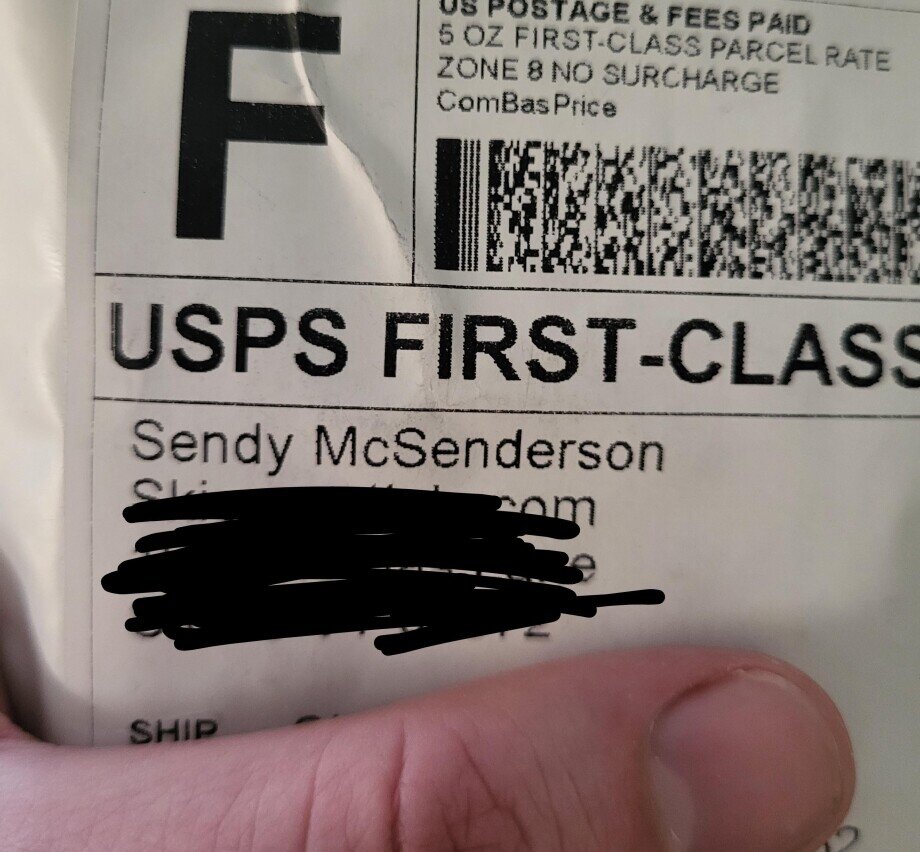 F
US POSTAGE & FEES PAID
5 OZ FIRST-CLASS PARCEL RATE
ZONE 8 NO SURCHARGE
ComBasPrice
USPS FIRST-CLASS
Sendy McSenderson
SHIP